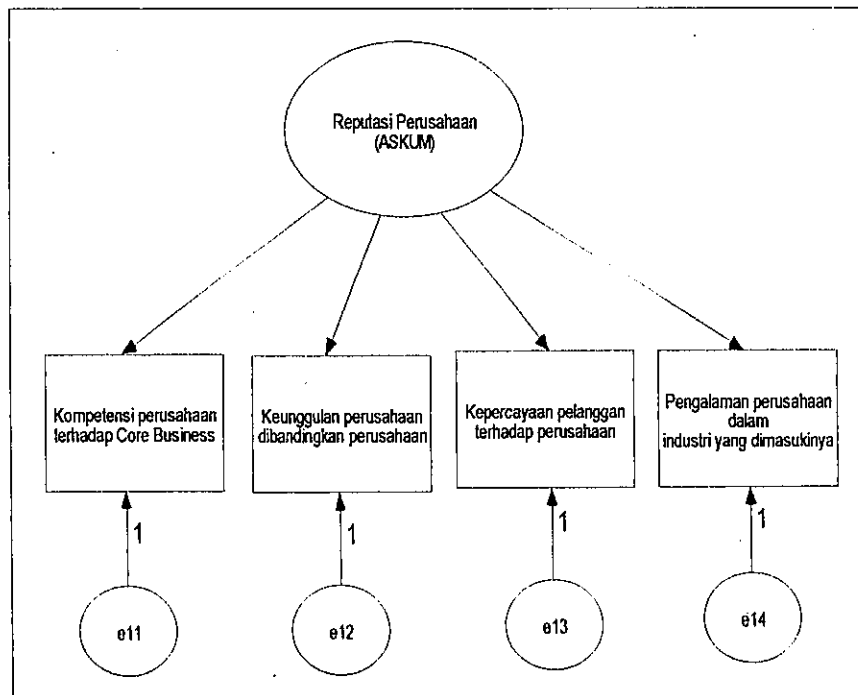 Reputasi Perusahaan
(ASKUM)
Kompetensi perusahaan
terhadap Core Business
Keunggulan perusahaan
dibandingkan perusahaan
Kepercayaan pelanggan
terhadap perusahaan
Pengalaman perusahaan
dalam
industri yang dimasukinya
1
1
1
1
e11
e12
e13
e14